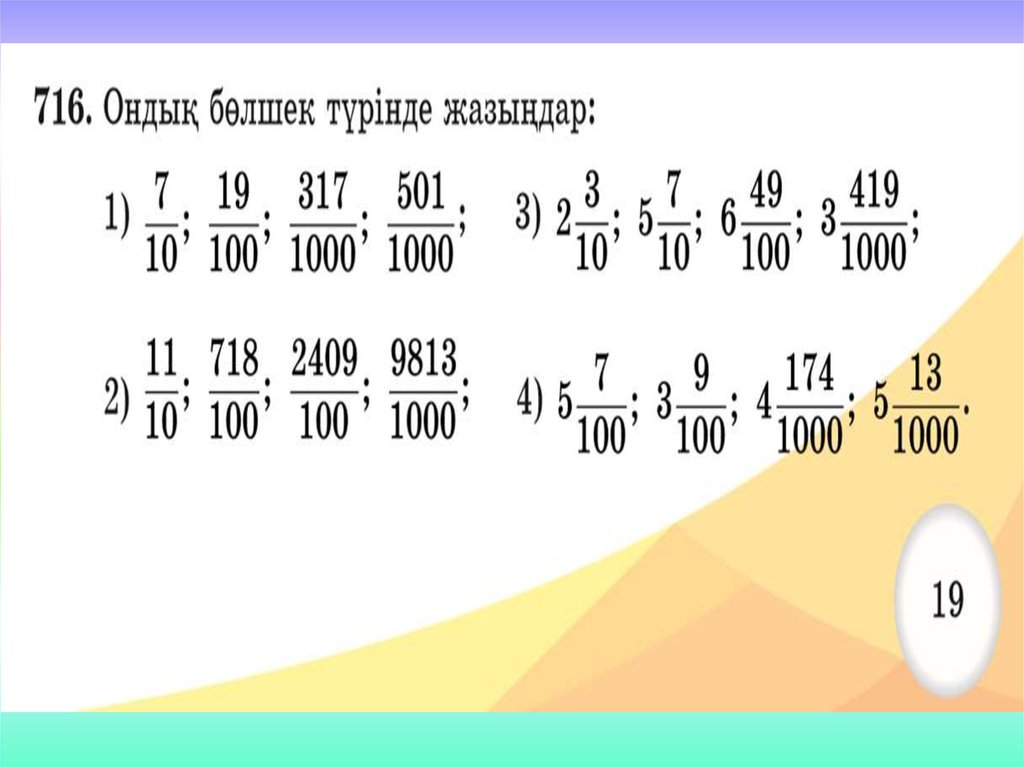 716. Ондық бөлшек түрінде жазыңдар:
1) 7/10; 19/100; 317/1000; 501/1000;
2) 11/10; 718/100; 2409/100; 9813/1000;
3) 2 3/10; 5 7/10; 6 49/100; 3 419/1000;
4) 5 7/100; 3 9/100; 4 174/1000; 5 13/1000.
19